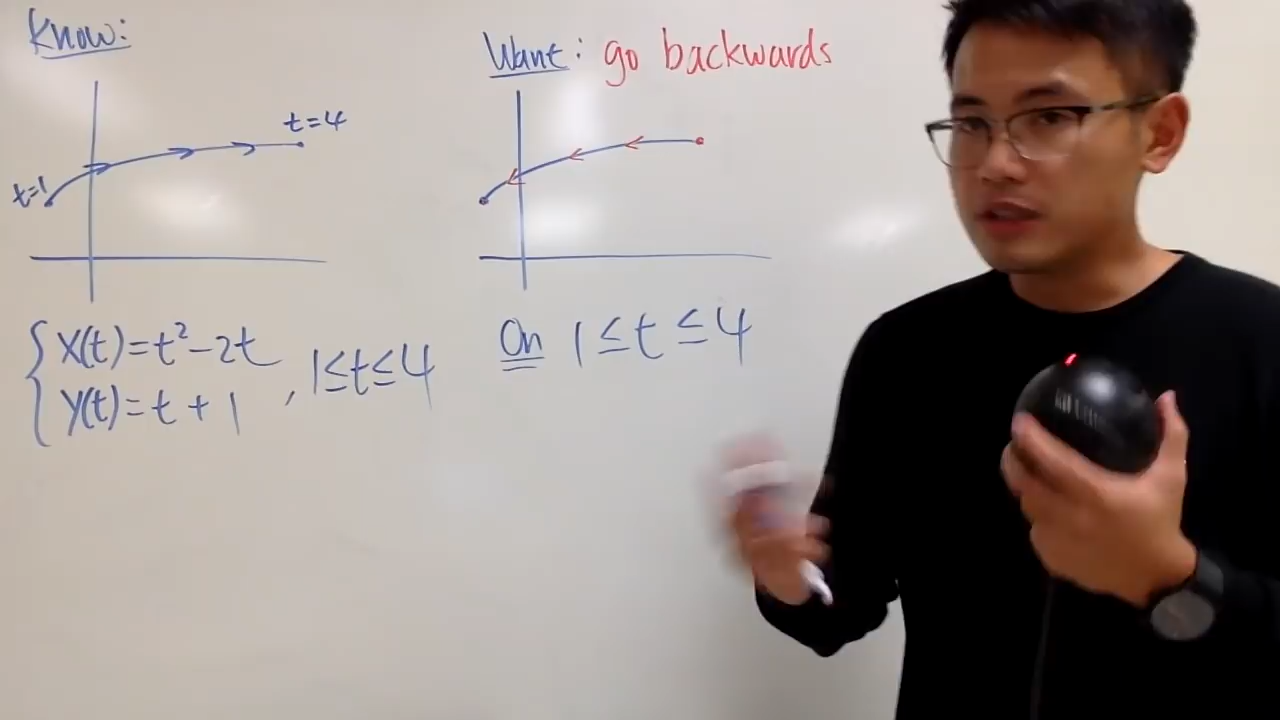 Know:
t=4
t=1
x(t)=t²-2t
y(t)=t+1
, 1≤t≤4
Want: go backwards
On 1≤t≤4